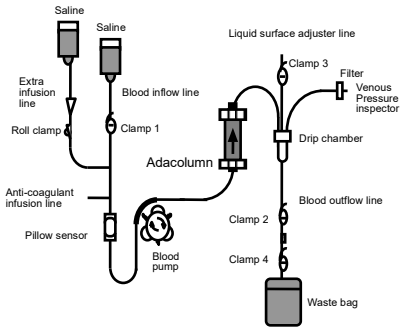 Saline
Saline
Liquid surface adjuster line
Clamp 3
Filter
Extra
infusion
line
Blood inflow line
Venous
Pressure
inspector
Roll clamp
Clamp 1
Drip chamber
Adacolumn
Anti-coagulant
infusion line
Blood outflow line
Clamp 2
Pillow sensor
Blood
pump
Clamp 4
Waste bag